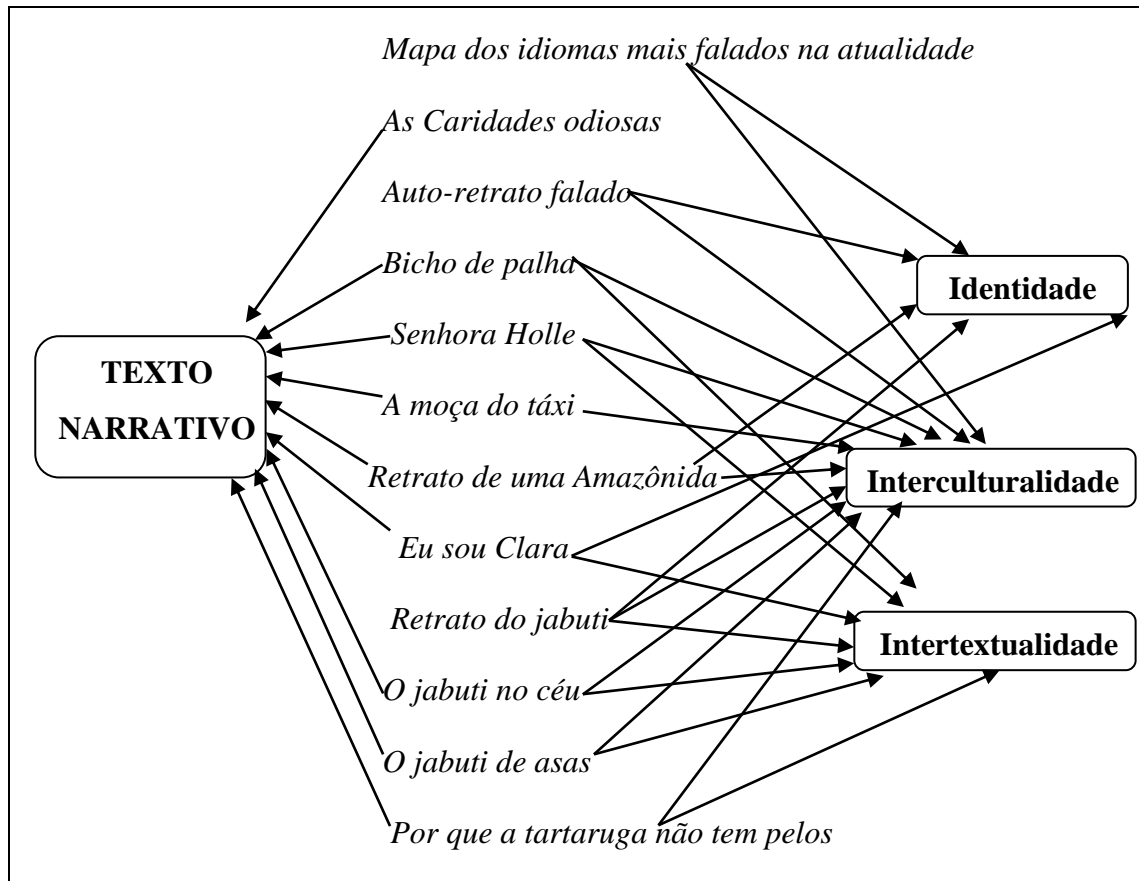 Mapa dos idiomas mais falados na atualidade
As Caridades odiosas
Auto-retrato falado
Bicho de palha
Senhora Holle
A moça do táxi
Retrato de uma Amazônida
Eu sou Clara
Retrato do jabuti
O jabuti no céu
O jabuti de asas
Por que a tartaruga não tem pelos
TEXTO
NARRATIVO
Identidade
Interculturalidade
Intertextualidade